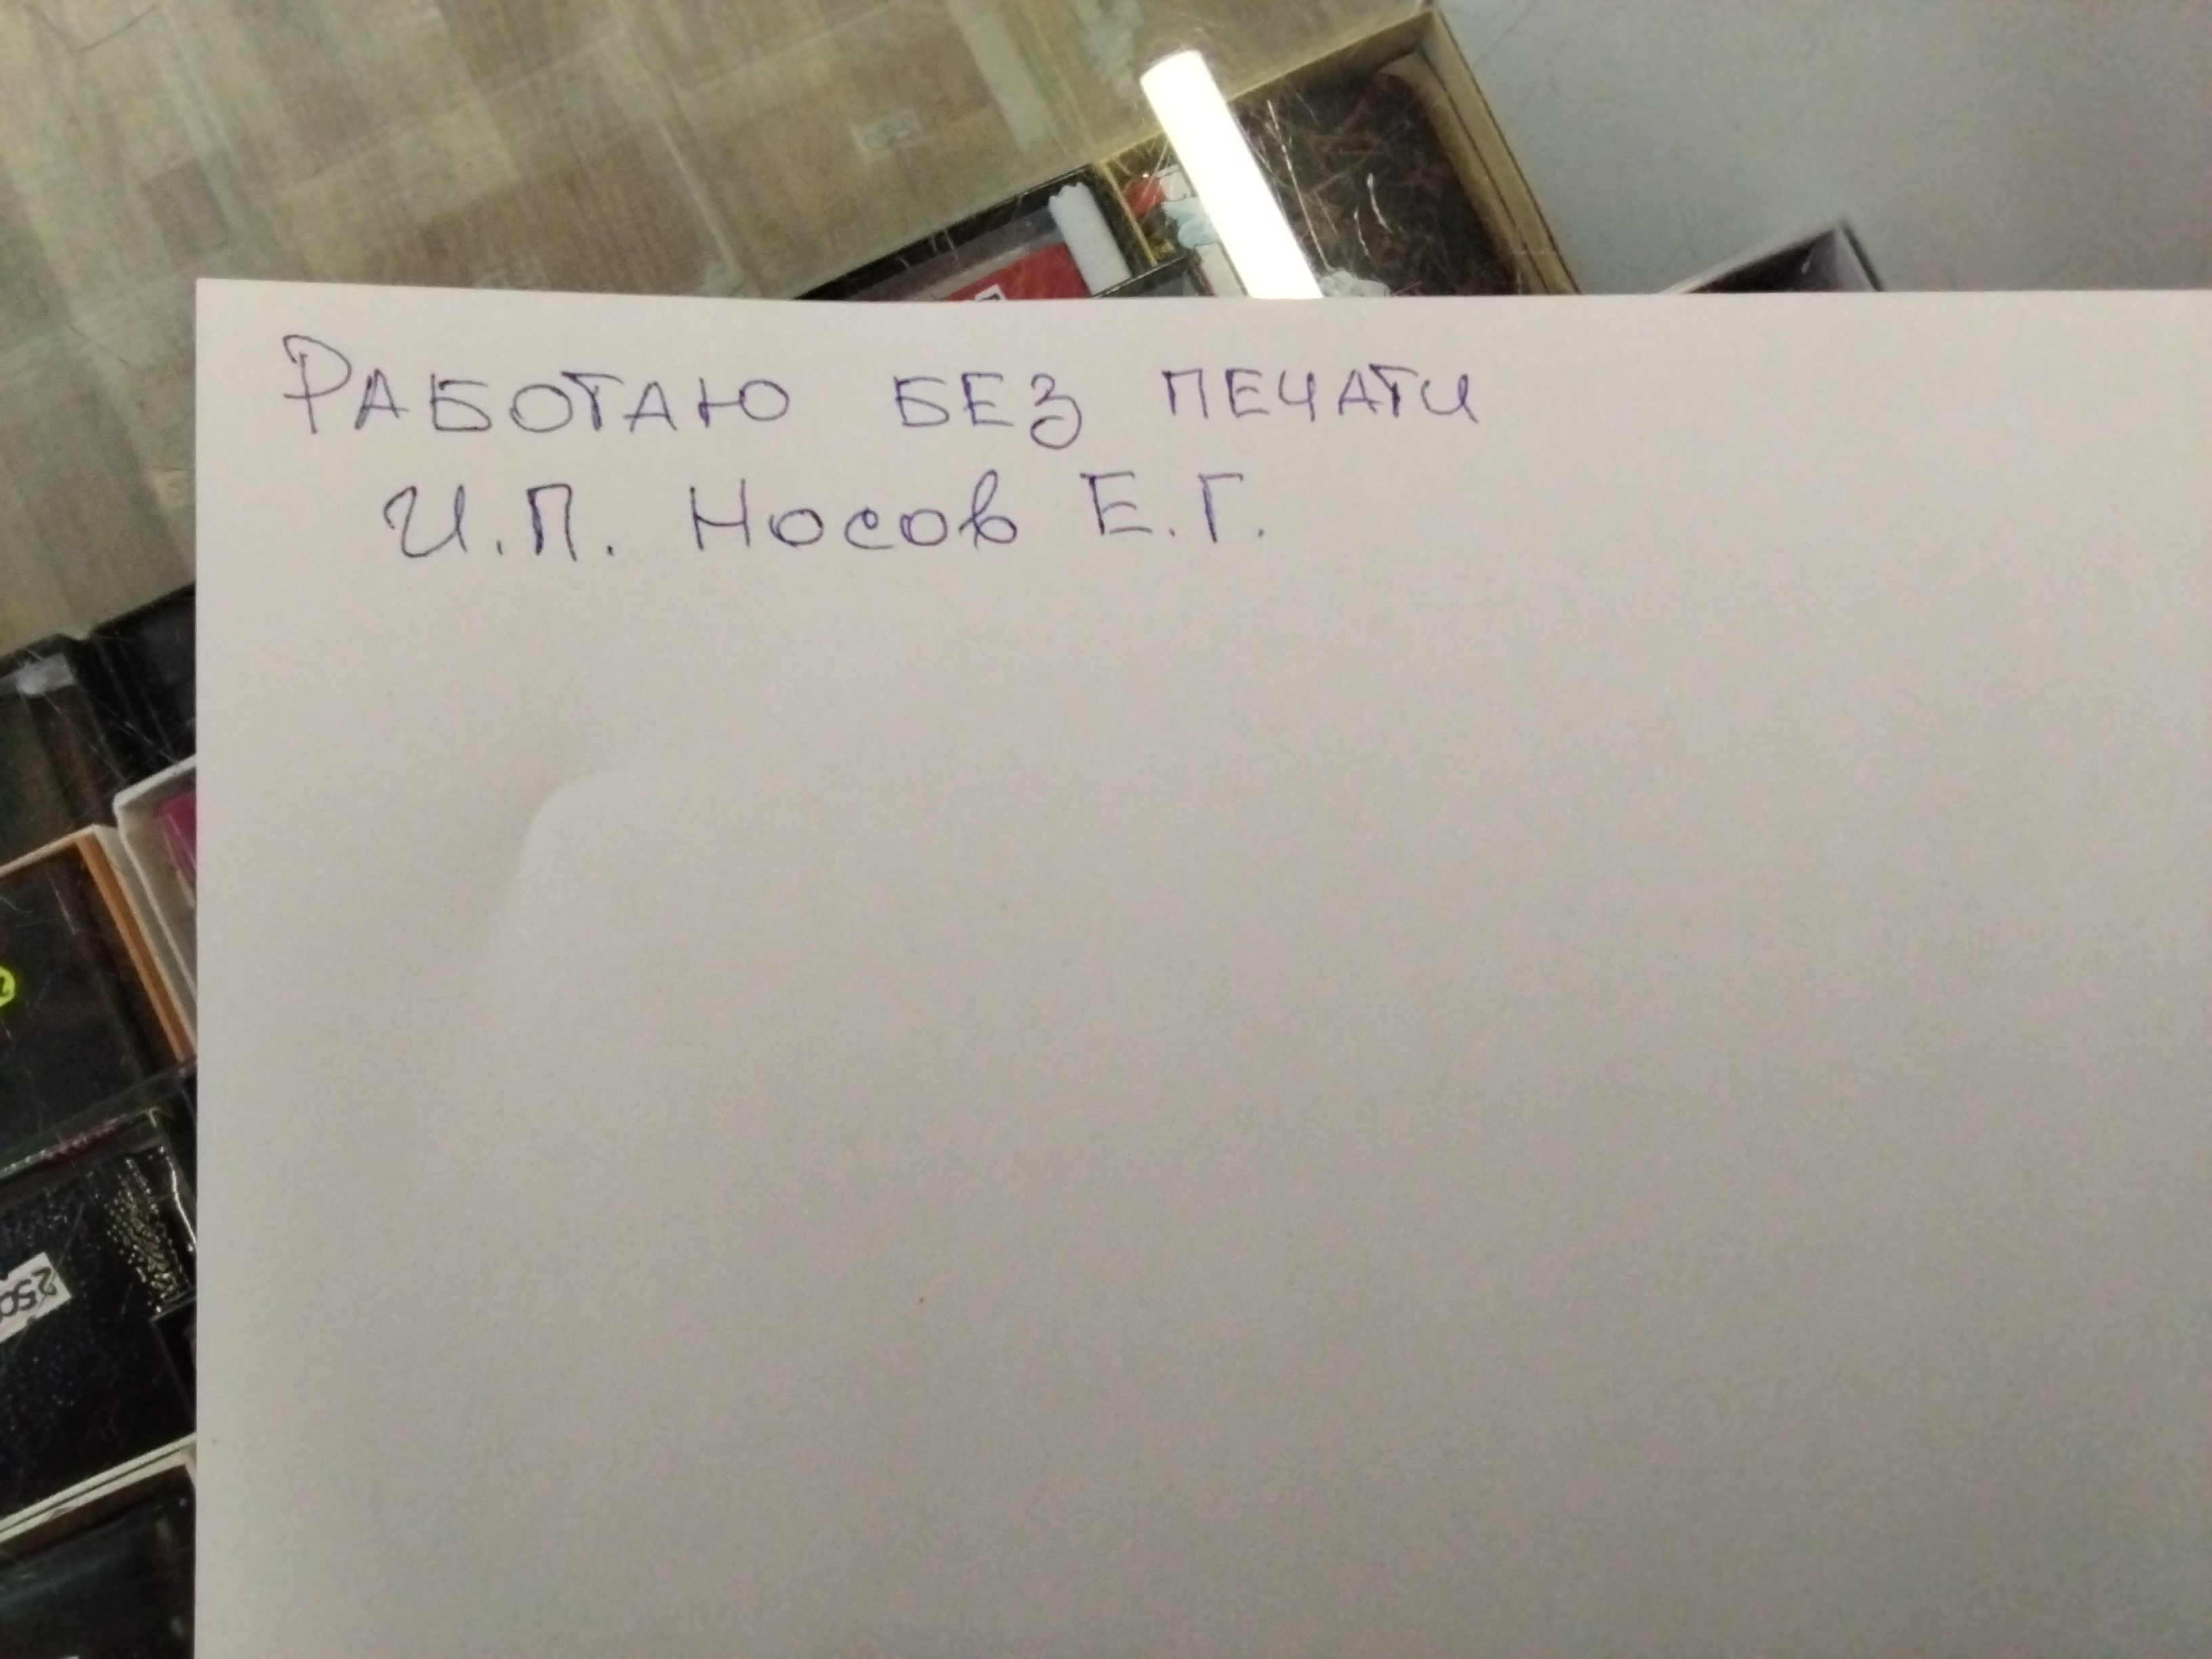 Работаю без печати
И.П. Носов Е.Г.